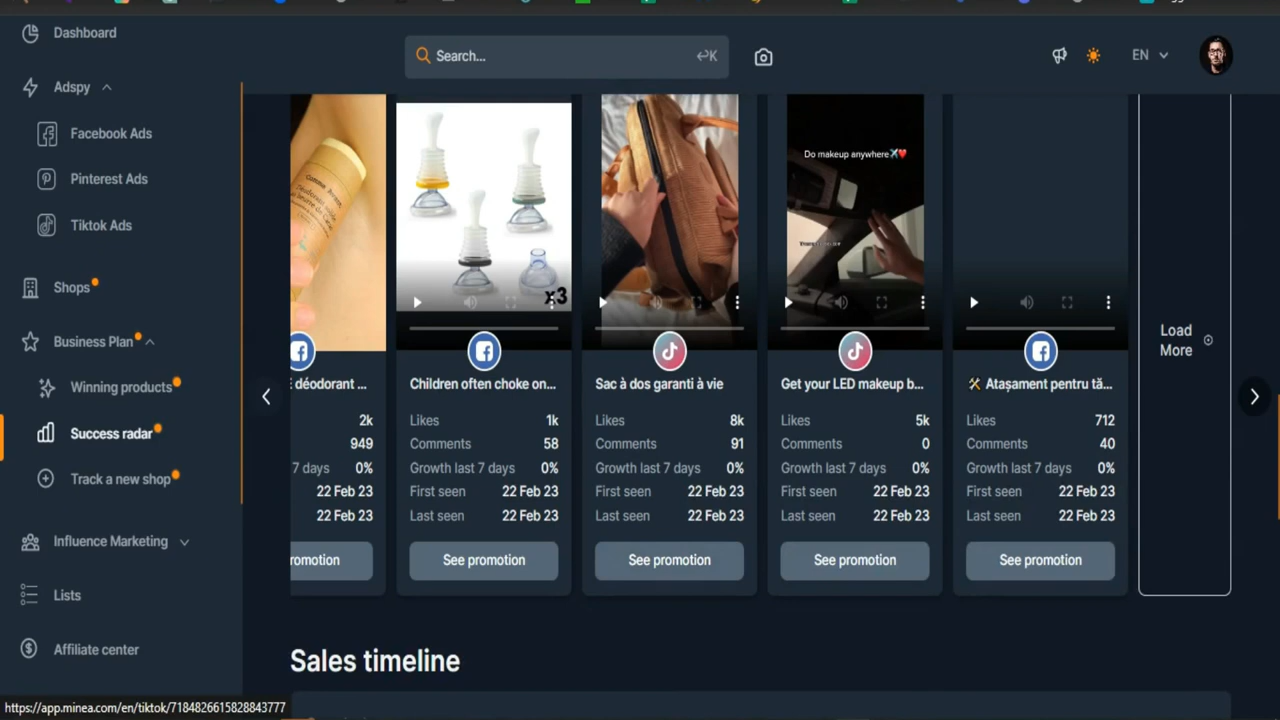 Dashboard
Search...
K
EN
Adspy
Facebook Ads
Pinterest Ads
Tiktok Ads
Shops
Business Plan
Winning products
Success radar
Track a new shop
Influence Marketing
Lists
Affiliate center
Do makeup anywhere✈️❤️
x3
déodorant ...
2k
949
7 days 0%
22 Feb 23
22 Feb 23
romotion
Children often choke on...
Likes 1k
Comments 58
Growth last 7 days 0%
First seen 22 Feb 23
Last seen 22 Feb 23
See promotion
Sac à dos garanti à vie
Likes 8k
Comments 91
Growth last 7 days 0%
First seen 22 Feb 23
Last seen 22 Feb 23
See promotion
Get your LED makeup b...
Likes 5k
Comments 0
Growth last 7 days 0%
First seen 22 Feb 23
Last seen 22 Feb 23
See promotion
🛠 Atașament pentru tă...
Likes 712
Comments 40
Growth last 7 days 0%
First seen 22 Feb 23
Last seen 22 Feb 23
See promotion
Load
More
Sales timeline
https://app.minea.com/en/tiktok/7184826615828843777